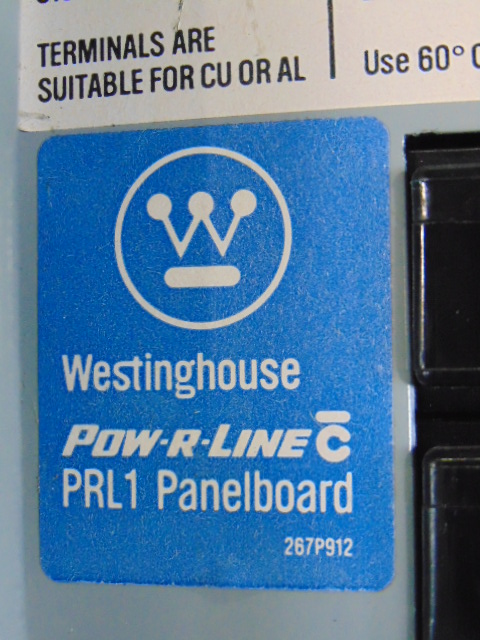 TERMINALS ARE
SUITABLE FOR CU OR AL
Use 60°
Westinghouse
POW-R-LINE C
PRL1 Panelboard
267P912